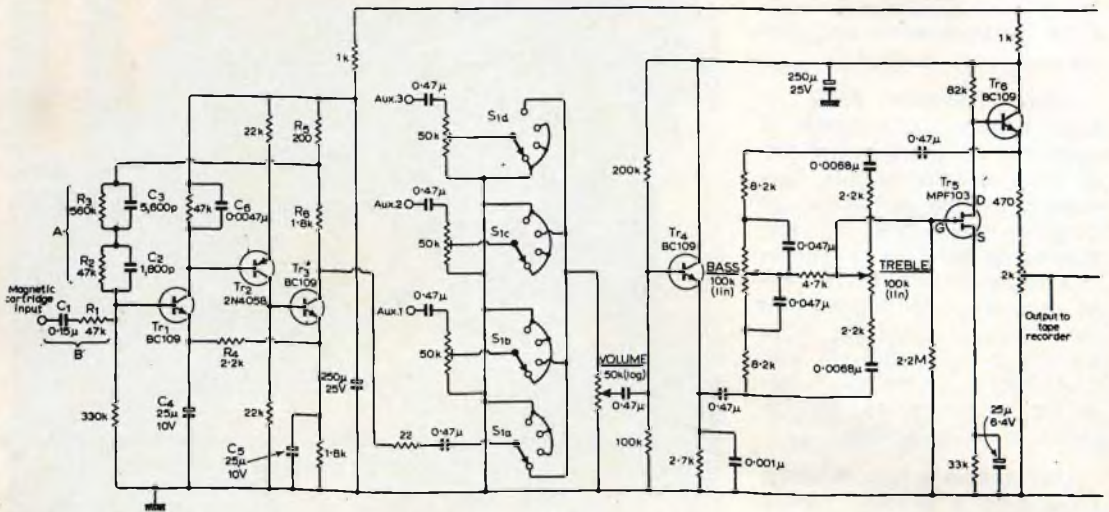 1k
Aux.3
0·47μ
50k
S1d
Aux.2
0·47μ
50k
S1c
Aux.1
0·47μ
50k
S1b
22
0·47μ
S1a
A
R3
560k
C3
5,600p
R2
47k
C2
1,800p
Magnetic
cartridge
input
C1
0·15μ
R1
47k
B
330k
47k
C6
0·0047μ
Tr1
BC109
C4
25μ
10V
22k
Tr2
2N4058
R4
2·2k
22k
R5
200
R6
1·8k
Tr3
BC109
C5
25μ
10V
1·8k
250μ
25V
VOLUME
50k(log)
0·47μ
200k
100k
Tr4
BC109
2·7k
0·001μ
0·47μ
8·2k
BASS
100k
(lin)
8·2k
0·047μ
0·047μ
4·7k
0·0068μ
2·2k
TREBLE
100k
(lin)
2·2k
0·0068μ
0·47μ
250μ
25V
82k
1k
Tr6
BC109
Tr5
MPF103
D
G
S
470
2k
Output to
tape
recorder
2·2M
33k
25μ
6·4V